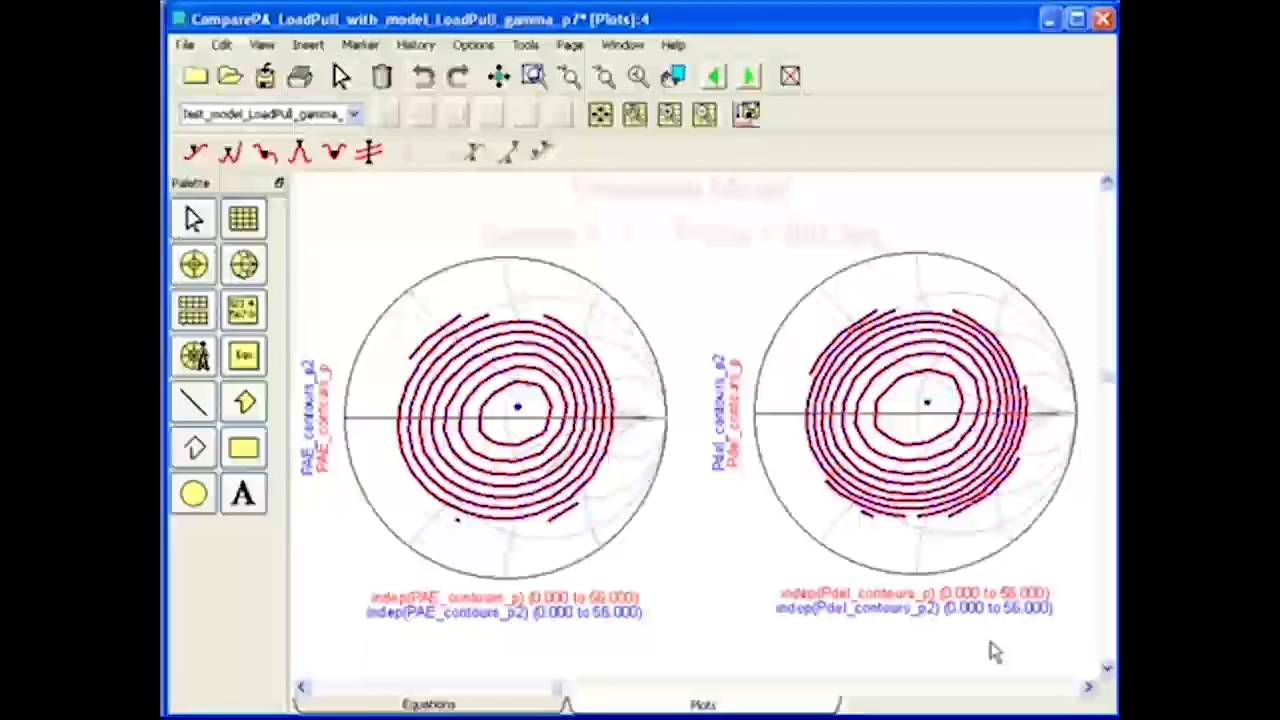 ComparePA_LoadPull_with_model_LoadPull_gamma_p7* [Plots]:4
File Edit View Insert Marker History Options Tools Page Window Help
Test_model_LoadPull_gamma_
Palette
Eqn
A
PAE_contours_p2
PAE_contours_p
Pdel_contours_p2
Pdel_contours_p
indep(PAE_contours_p) (0.000 to 56.000)
indep(PAE_contours_p2) (0.000 to 56.000)
indep(Pdel_contours_p) (0.000 to 56.000)
indep(Pdel_contours_p2) (0.000 to 56.000)
Equations
Plots